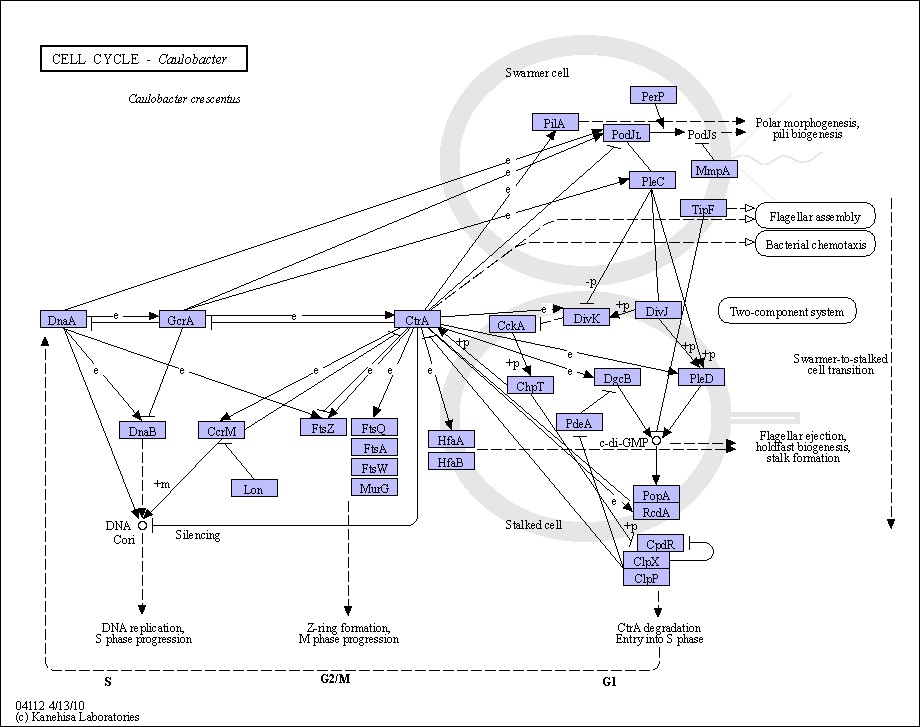 CELL CYCLE - Caulobacter
Caulobacter crescentus
Swarmer cell
PerP
PilA
PodJL
PodJS
Polar morphogenesis,
pili biogenesis
MmpA
PleC
TipF
Flagellar assembly
Bacterial chemotaxis
e
e
e
e
-p
+p
DnaA
e
GcrA
e
CtrA
e
CckA
DivK
DivJ
Two-component system
+p
+p
+p
+p
Swarmer-to-stalked
cell transition
e
e
e
e
e
e
ChpT
DgcB
PleD
DnaB
CcrM
FtsZ
FtsQ
FtsA
FtsW
MurG
HfaA
HfaB
PdeA
c-di-GMP
Flagellar ejection,
holdfast biogenesis,
stalk formation
Lon
+m
PopA
RcdA
e
+p
DNA
Cori
Silencing
Stalked cell
CpdR
ClpX
ClpP
DNA replication,
S phase progression
Z-ring formation,
M phase progression
CtrA degradation
Entry into S phase
S
G2/M
G1
04112 4/13/10
(c) Kanehisa Laboratories